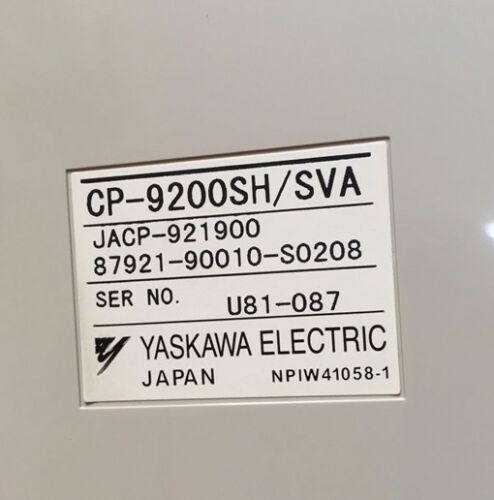 CP-9200SH/SVA
JACP-921900
87921-90010-S0208
SER NO. U81-087
YASKAWA ELECTRIC
JAPAN NPIW41058-1